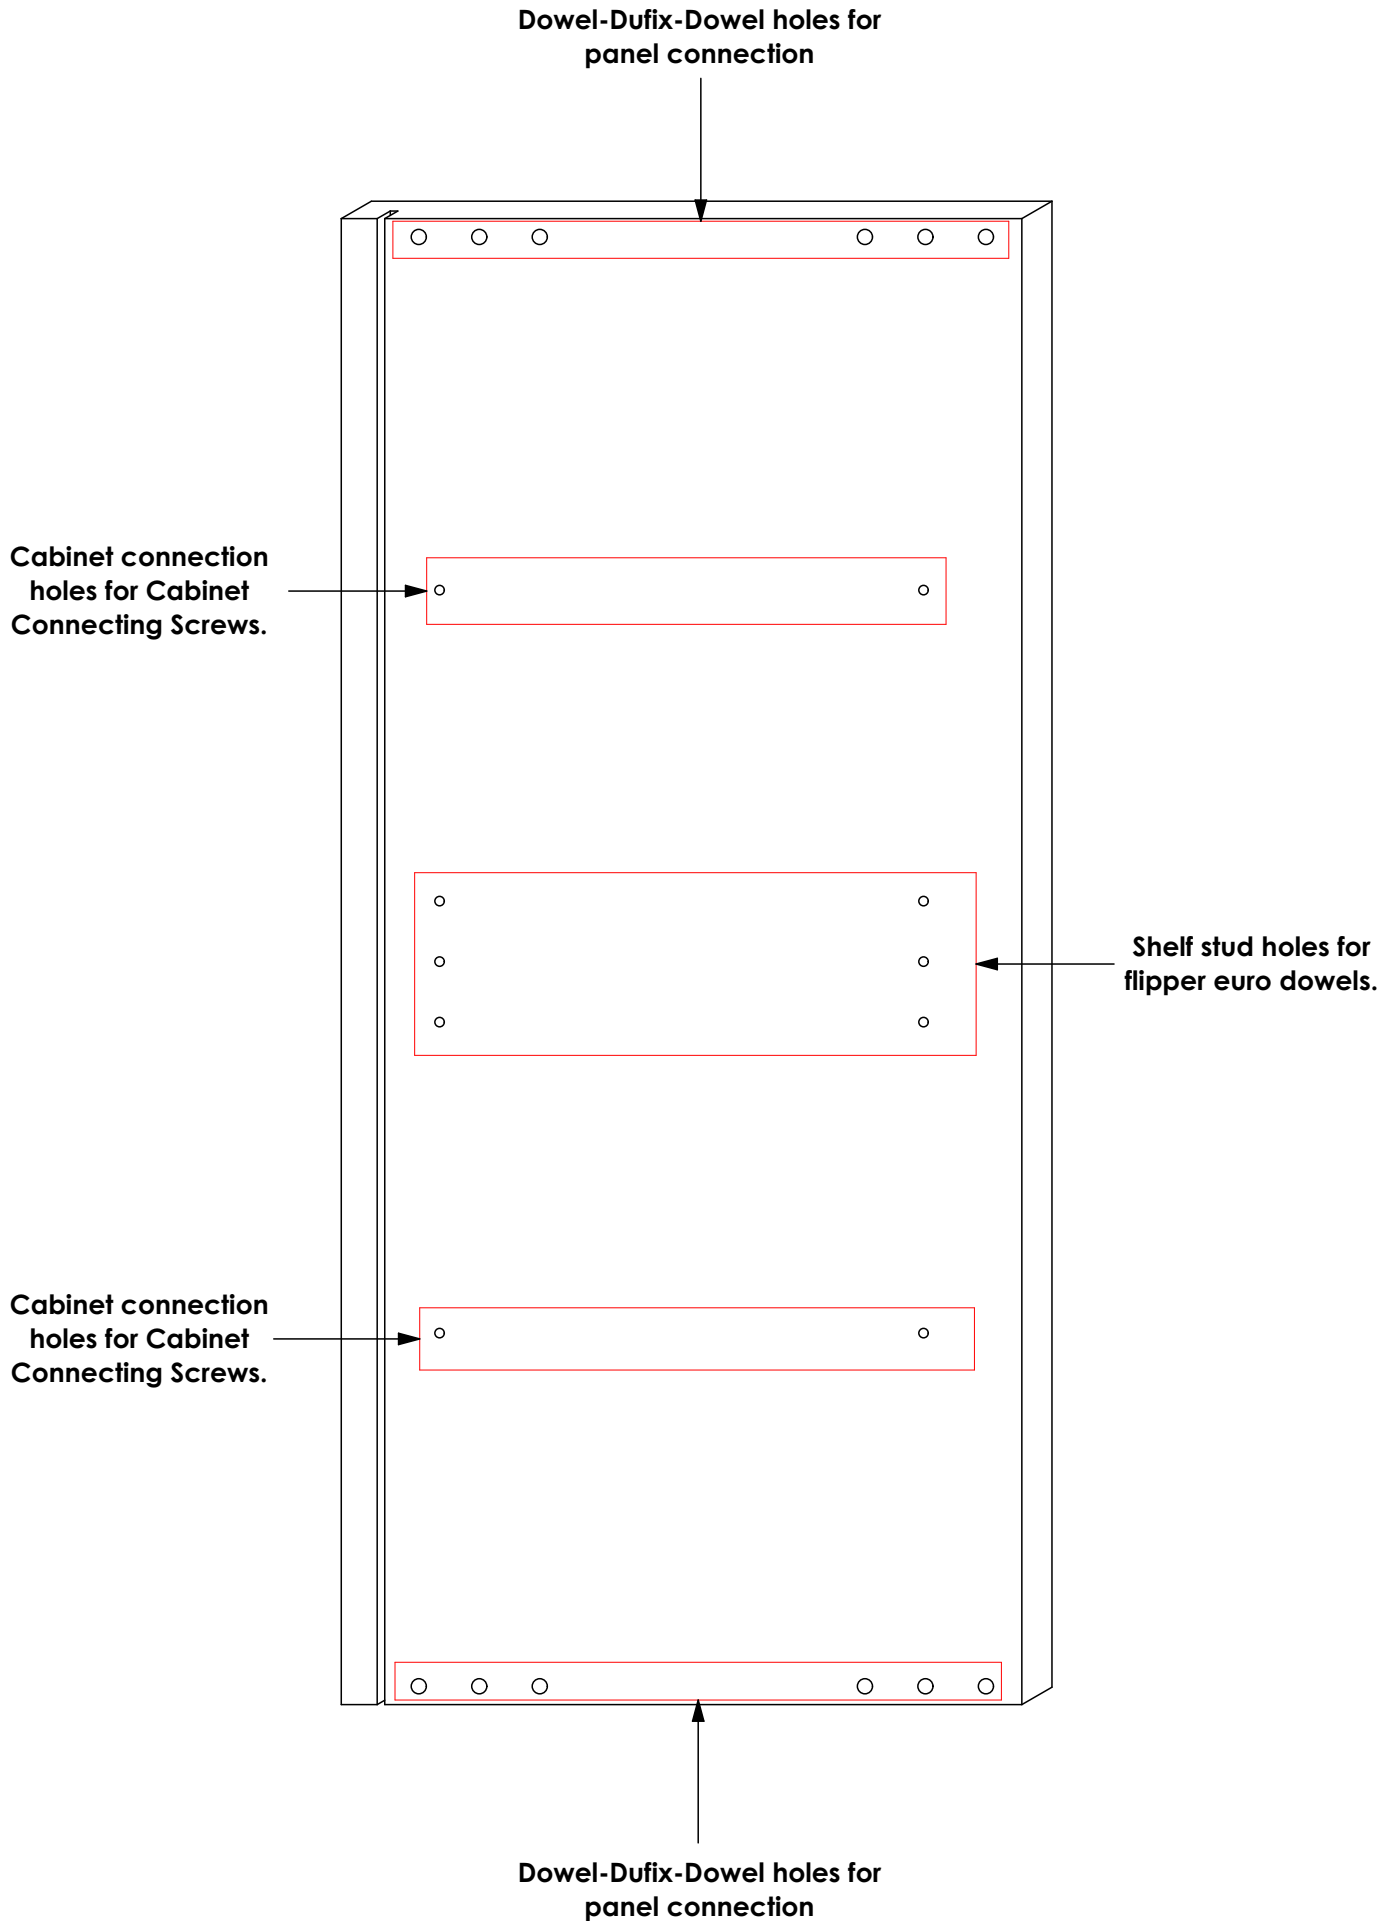 Dowel-Dufix-Dowel holes for
panel connection
Cabinet connection
holes for Cabinet
Connecting Screws.
Shelf stud holes for
flipper euro dowels.
Cabinet connection
holes for Cabinet
Connecting Screws.
Dowel-Dufix-Dowel holes for
panel connection